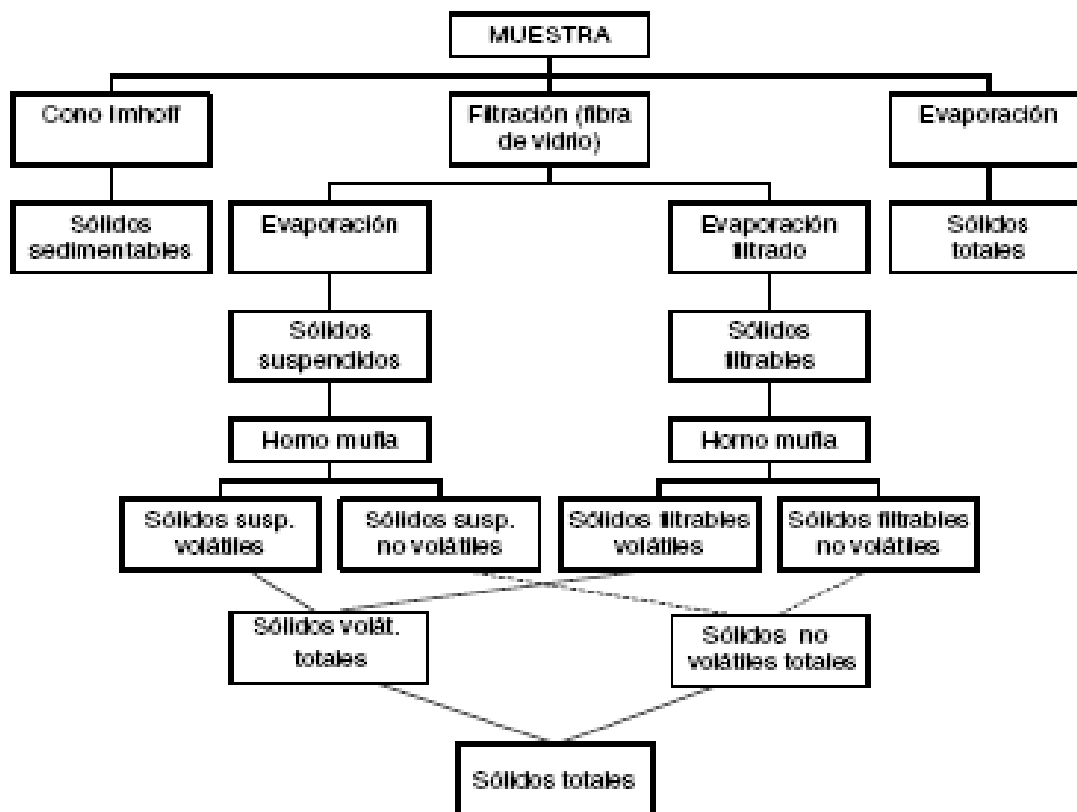 MUESTRA
Cono Imhoff
Filtración (fibra
de vidrio)
Evaporación
Sólidos
sedimentables
Evaporación
Evaporación
filtrado
Sólidos
totales
Sólidos
suspendidos
Sólidos
filtrables
Horno mufla
Horno mufla
Sólidos susp.
volátiles
Sólidos susp.
no volátiles
Sólidos filtrables
volátiles
Sólidos filtrables
no volátiles
Sólidos volát.
totales
Sólidos no
volátiles totales
Sólidos totales